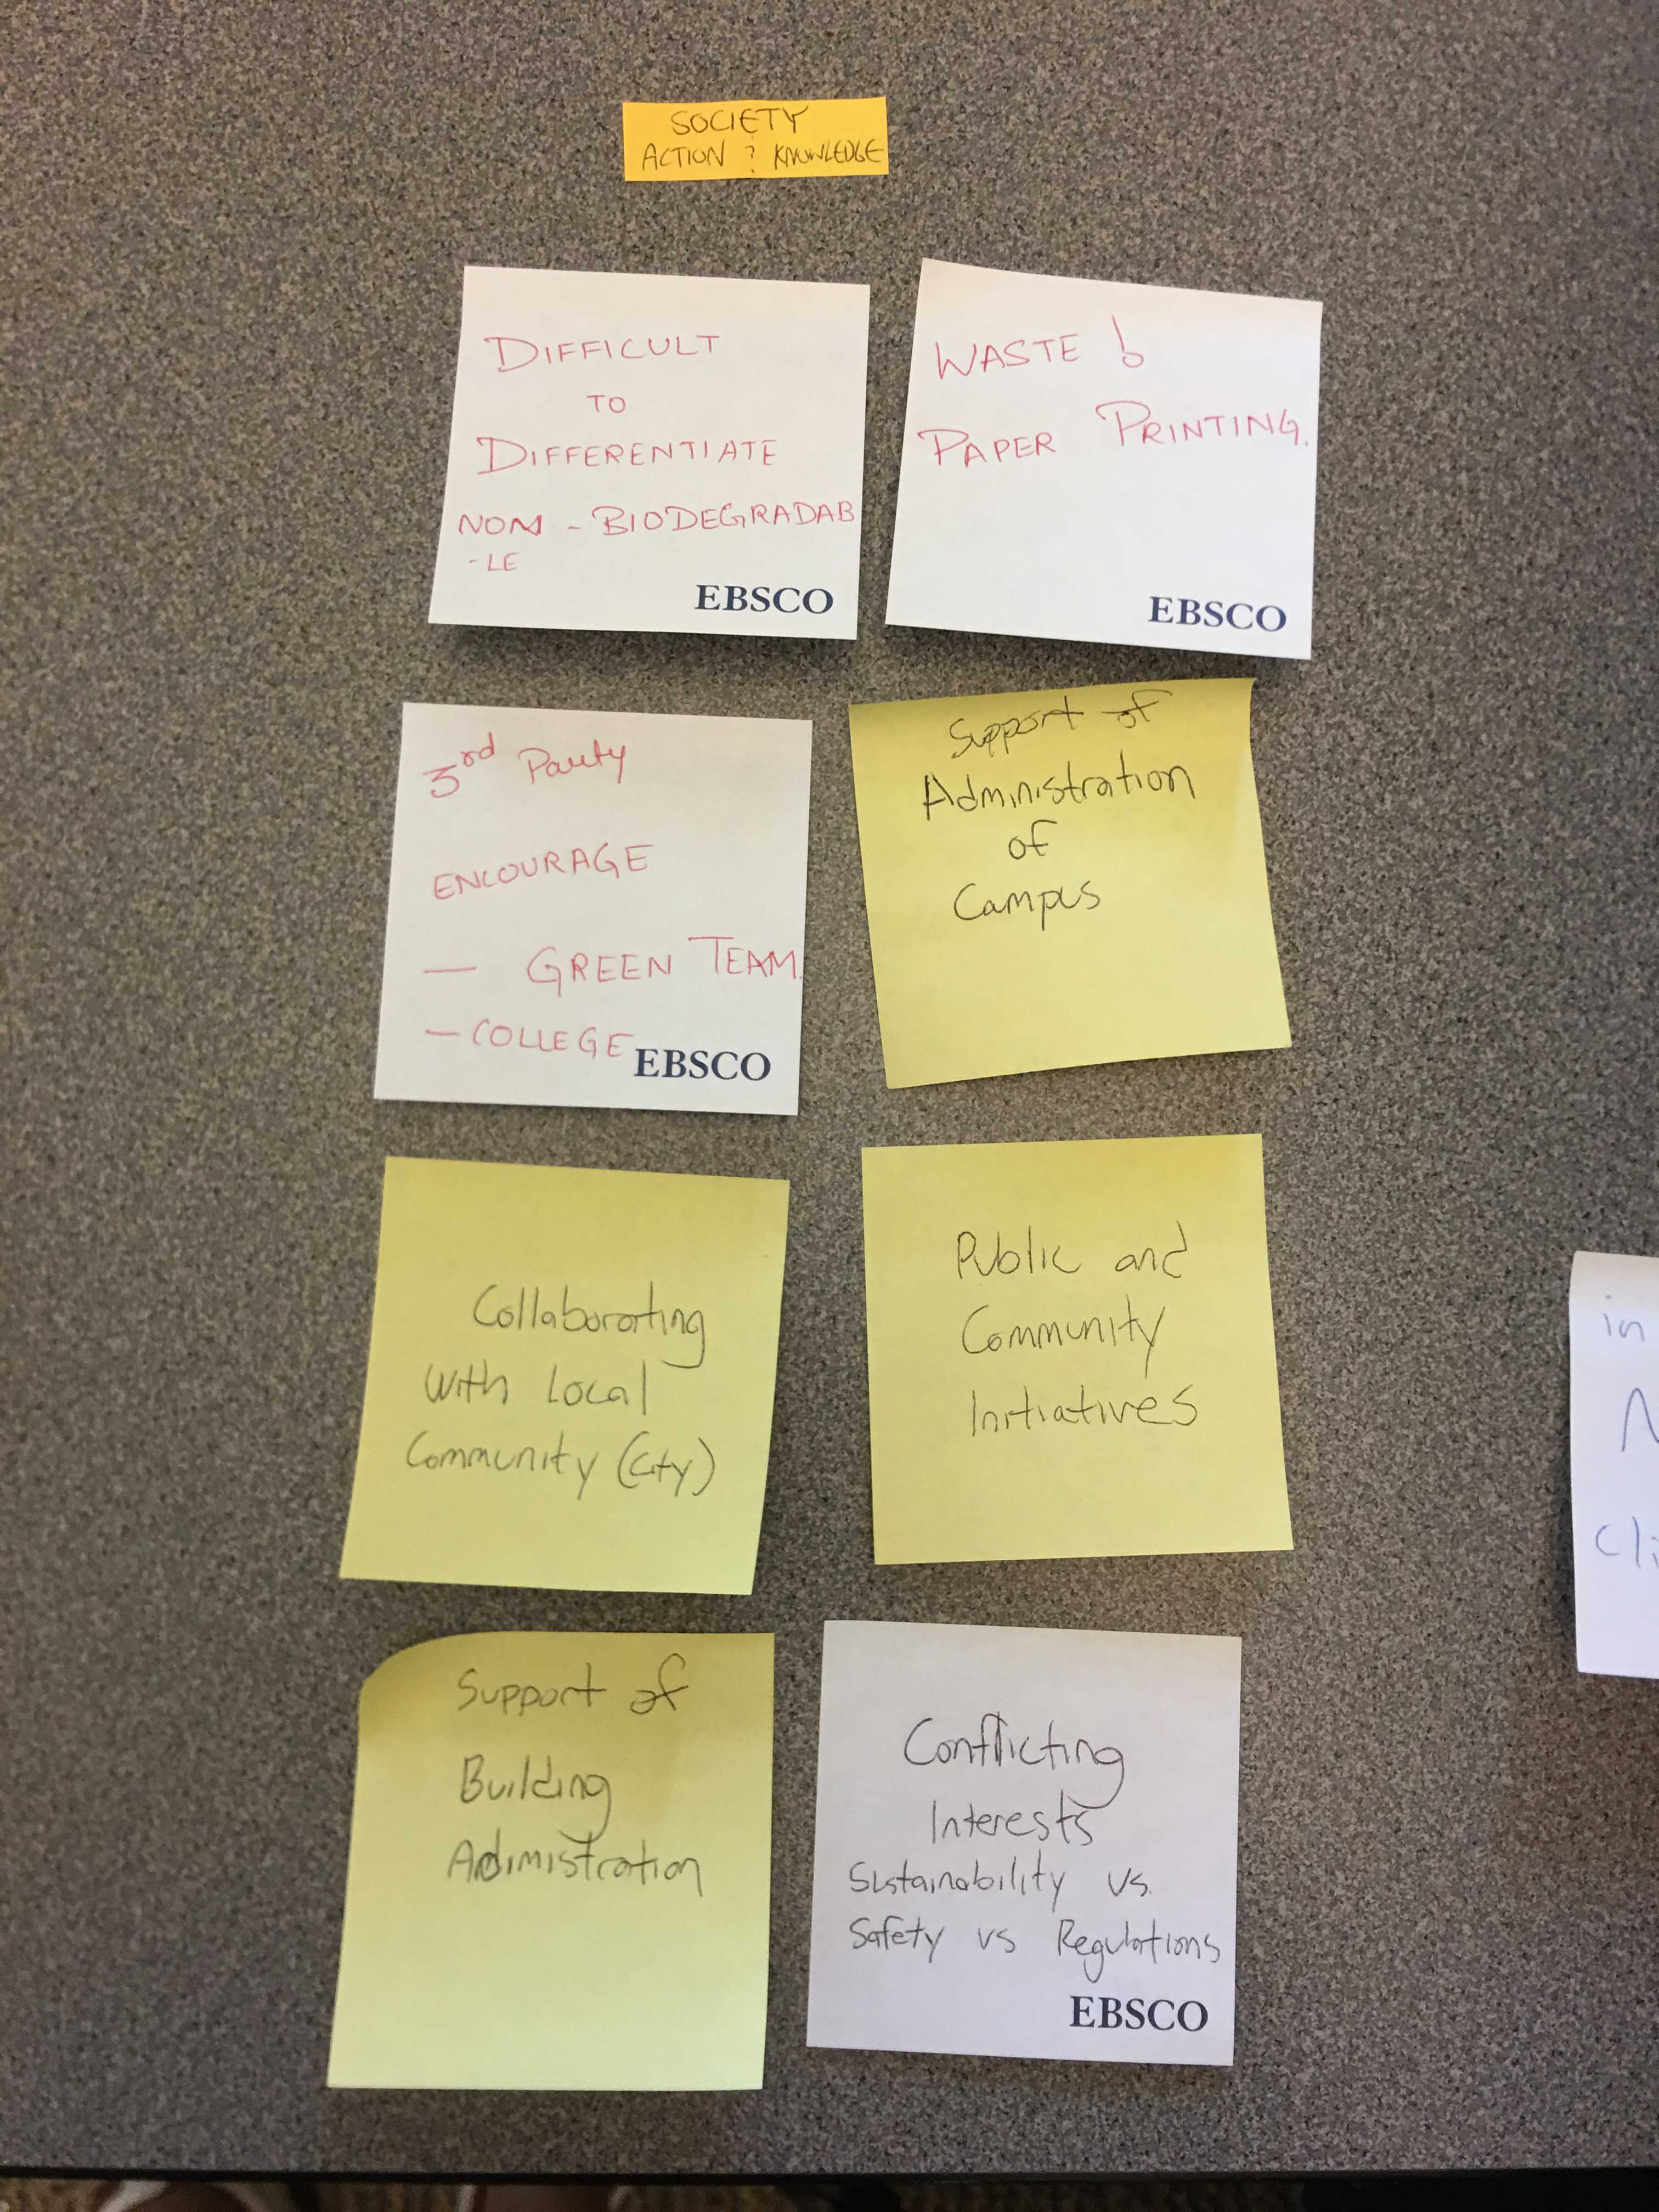 SOCIETY
ACTION ? KNOWLEDGE
DIFFICULT
TO
DIFFERENTIATE
NON - BIODEGRADAB
-LE
EBSCO
WASTE !
PAPER PRINTING.
EBSCO
3rd Party
ENCOURAGE
— GREEN TEAM.
— COLLEGE
EBSCO
Support of
Administration
of
Campus
Collaborating
With Local
Community (City)
Public and
Community
Initiatives
Support of
Building
Adimistration
Conflicting
Interests
Sustainability vs.
Safety vs Regulations
EBSCO
in